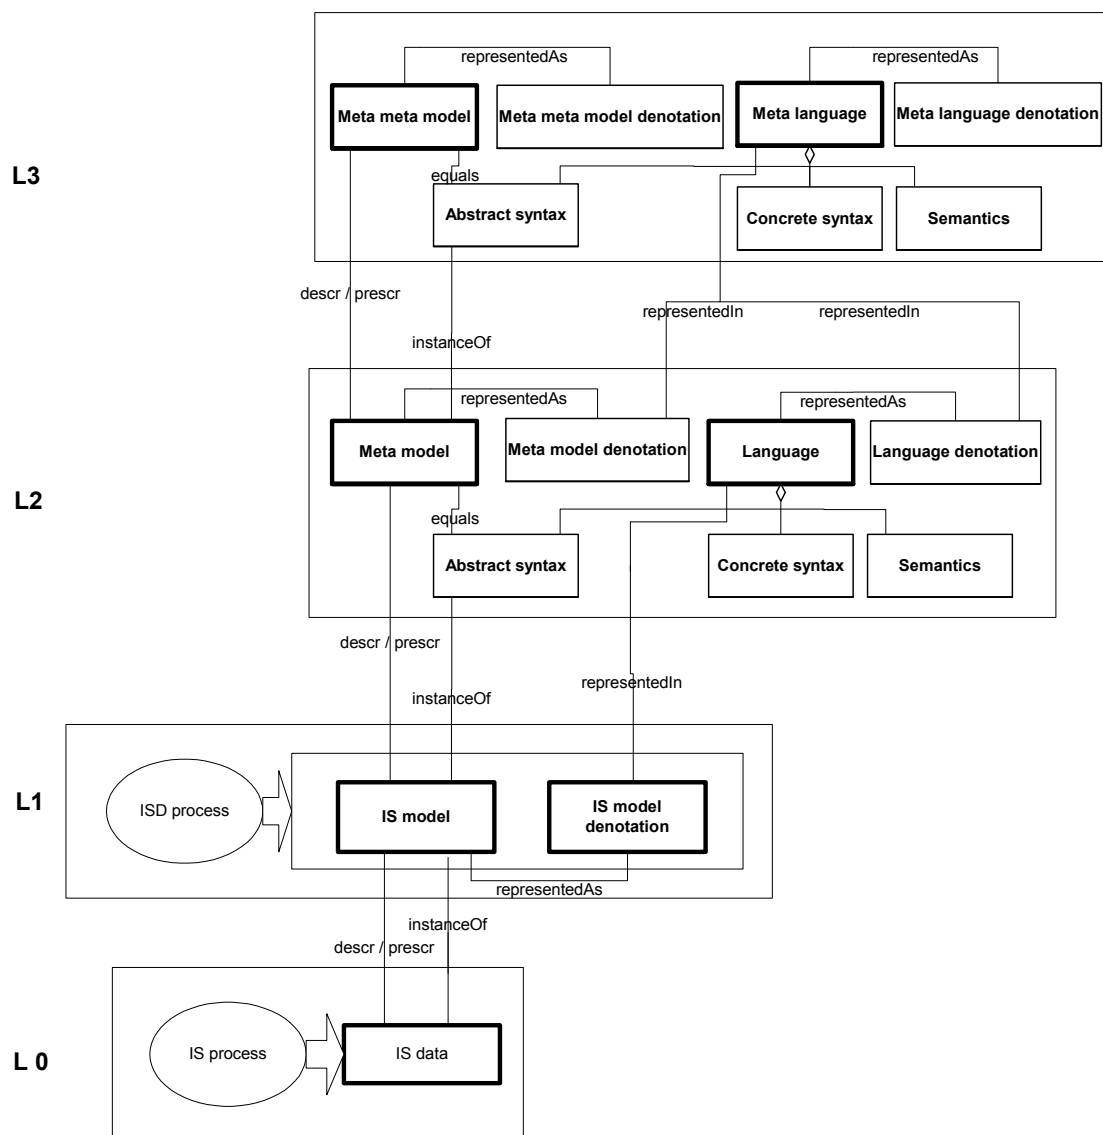 representedAs
representedAs
Meta meta model
Meta meta model denotation
Meta language
Meta language denotation
L3
equals
Abstract syntax
Concrete syntax
Semantics
descr / prescr
representedIn
representedIn
instanceOf
representedAs
representedAs
Meta model
Meta model denotation
Language
Language denotation
L2
equals
Abstract syntax
Concrete syntax
Semantics
descr / prescr
representedIn
instanceOf
L1
ISD process
IS model
IS model
denotation
representedAs
instanceOf
descr / prescr
L 0
IS process
IS data